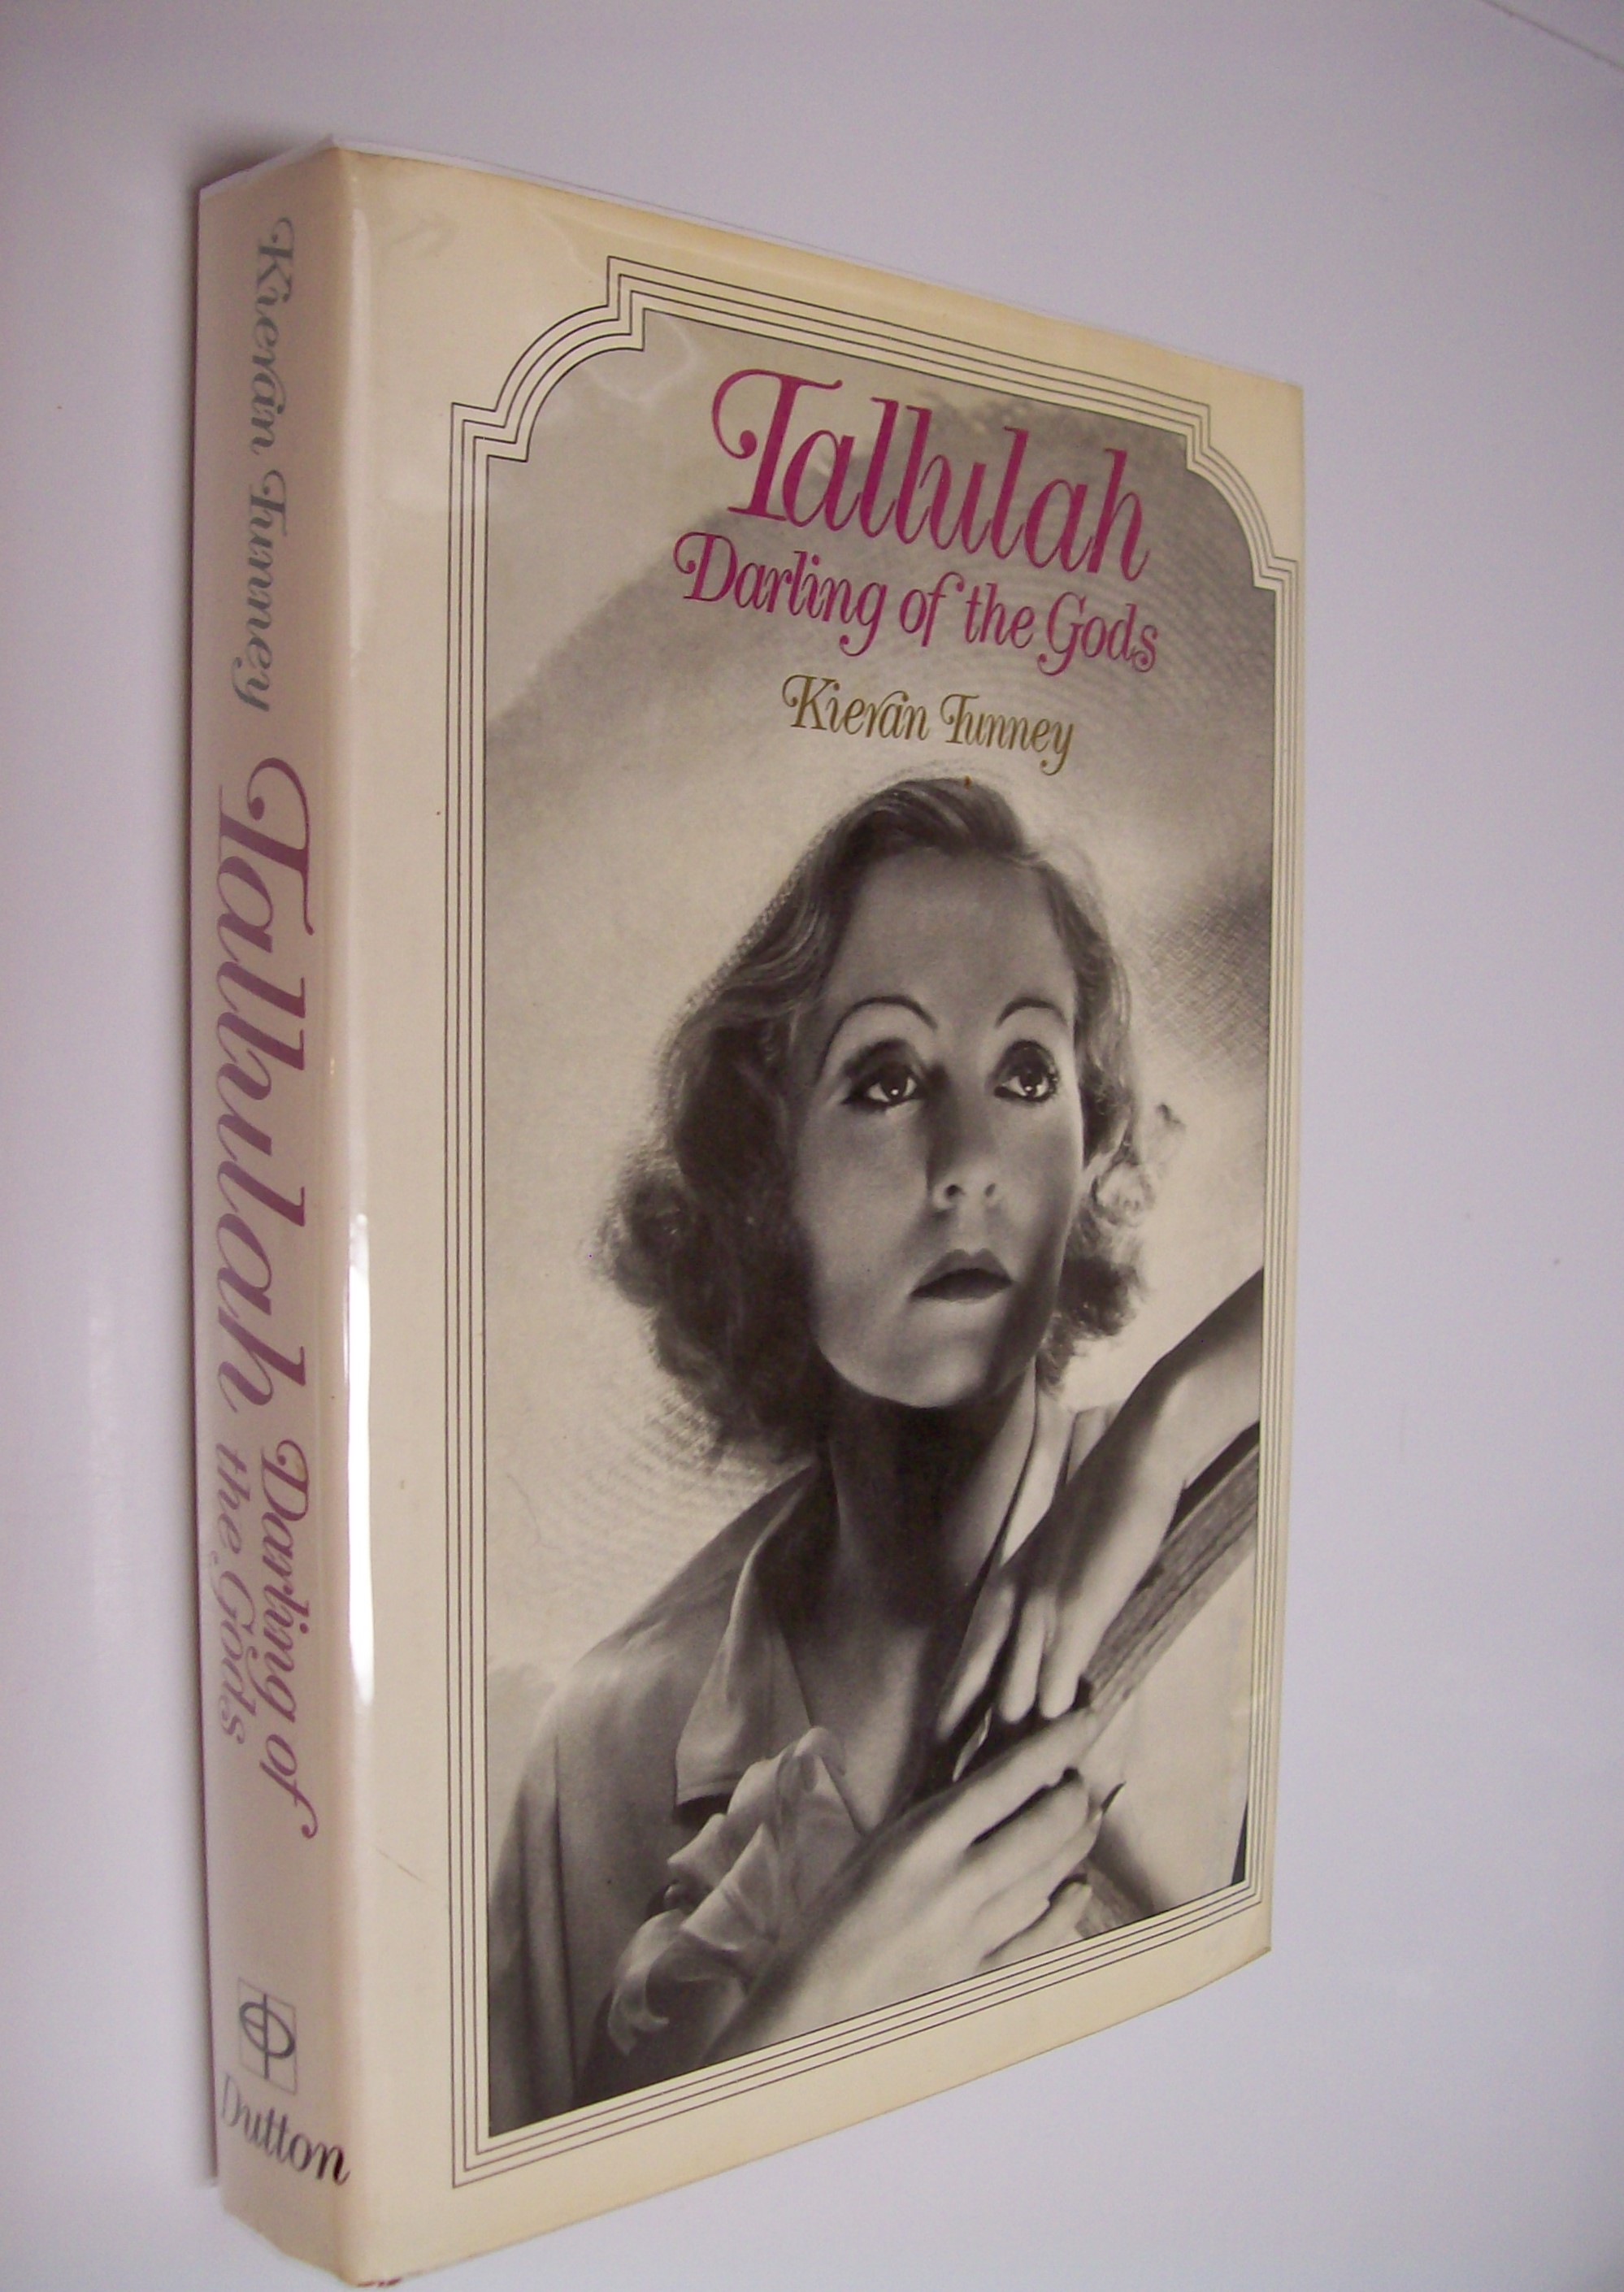 Tallulah
Darling of the Gods
Kieran Tunney
Kieran Tunney
Tallulah
Darling of
the Gods
Dutton